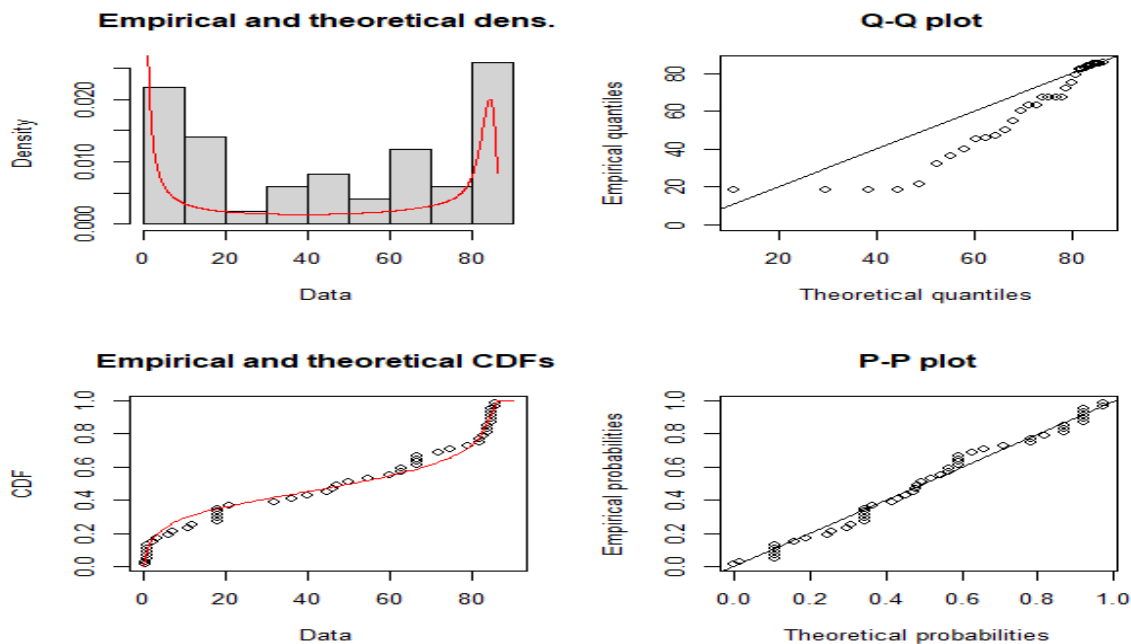 Empirical and theoretical dens.
Density
0.000
0.010
0.020
0 20 40 60 80
Data
Q-Q plot
Empirical quantiles
0 20 40 60 80
20 40 60 80
Theoretical quantiles
Empirical and theoretical CDFs
CDF
0.0 0.2 0.4 0.6 0.8 1.0
0 20 40 60 80
Data
P-P plot
Empirical probabilities
0.0 0.2 0.4 0.6 0.8 1.0
0.0 0.2 0.4 0.6 0.8 1.0
Theoretical probabilities